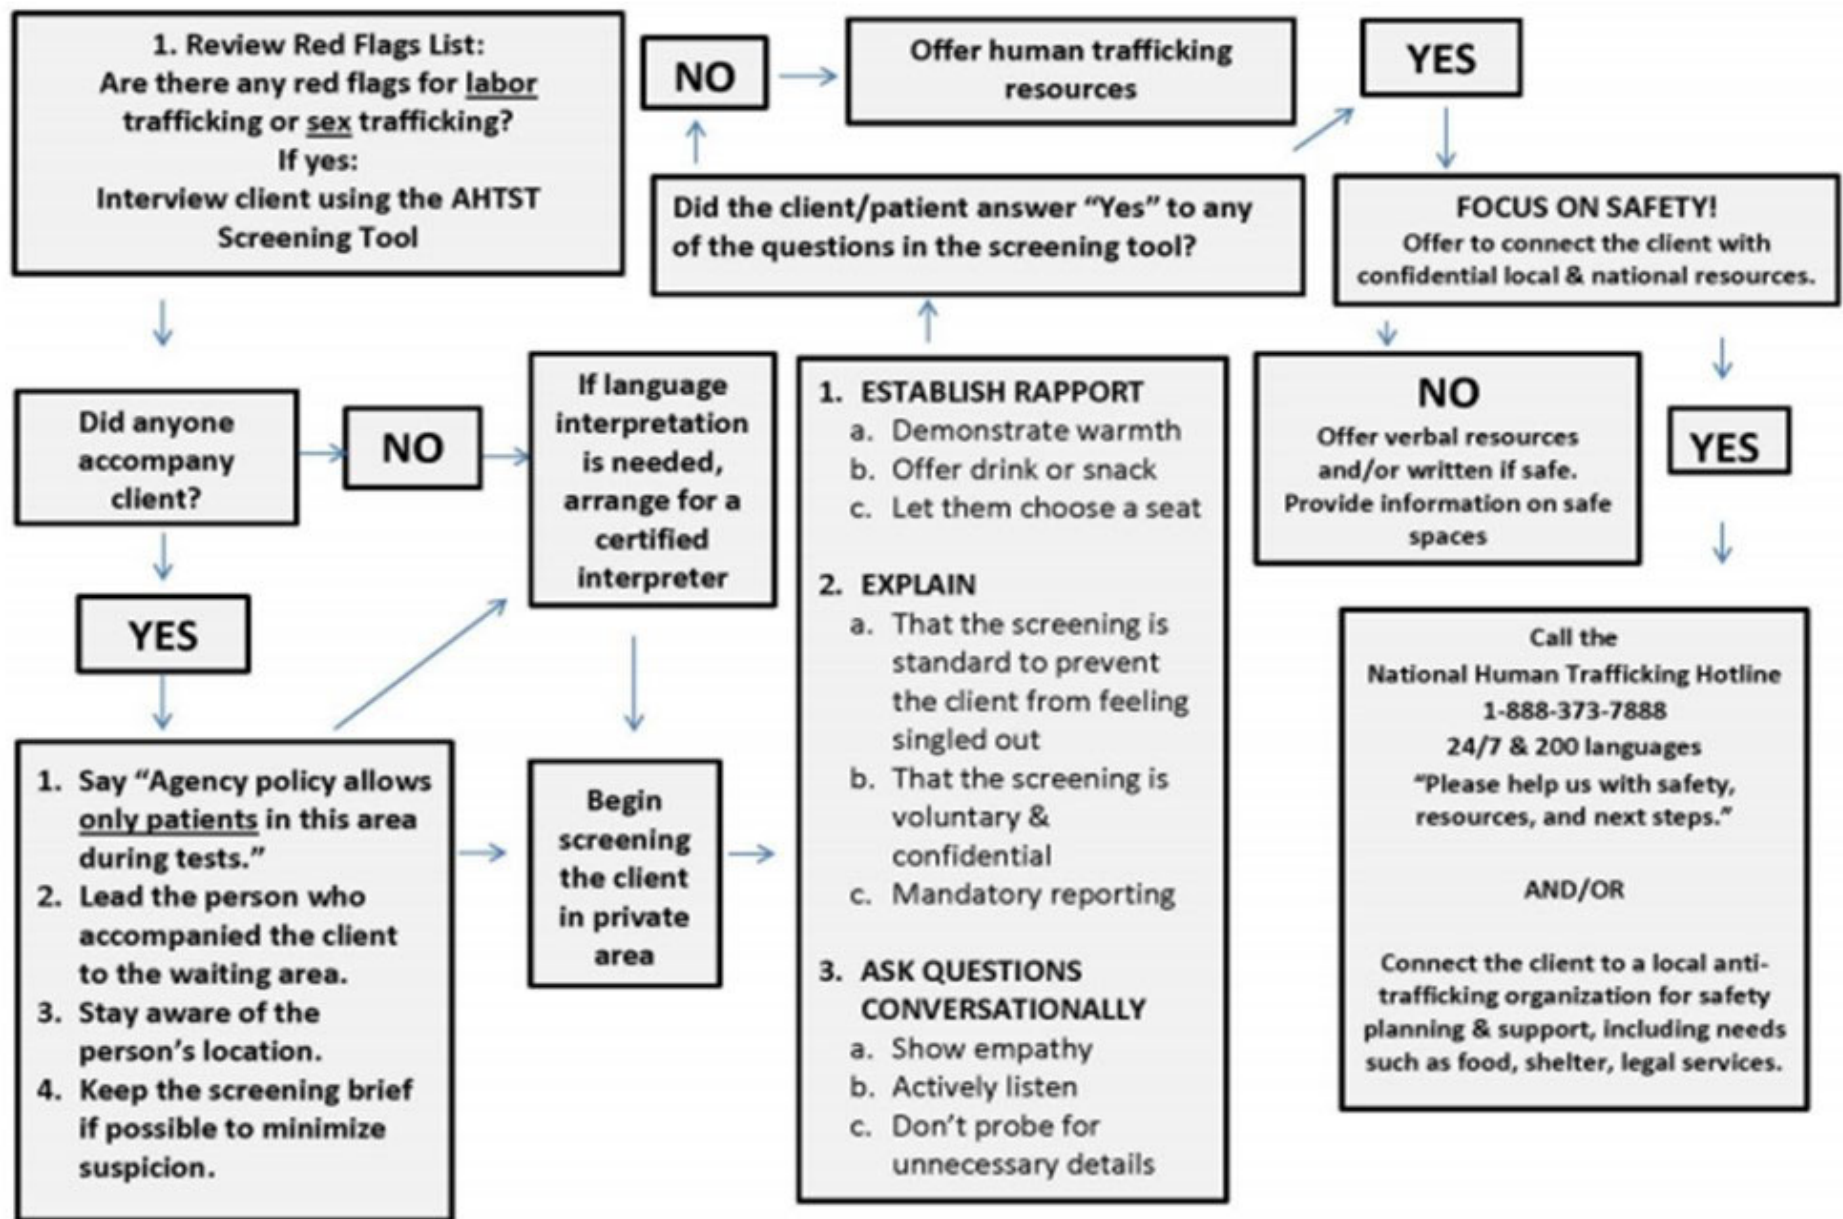 1. Review Red Flags List:
Are there any red flags for labor
trafficking or sex trafficking?
If yes:
Interview client using the AHTST
Screening Tool
Did anyone
accompany
client?
NO
YES
1. Say “Agency policy allows
only patients in this area
during tests.”
2. Lead the person who
accompanied the client
to the waiting area.
3. Stay aware of the
person’s location.
4. Keep the screening brief
if possible to minimize
suspicion.
If language
interpretation
is needed,
arrange for a
certified
interpreter
Begin
screening
the client
in private
area
1. ESTABLISH RAPPORT
a. Demonstrate warmth
b. Offer drink or snack
c. Let them choose a seat
2. EXPLAIN
a. That the screening is
standard to prevent
the client from feeling
singled out
b. That the screening is
voluntary &
confidential
c. Mandatory reporting
3. ASK QUESTIONS
CONVERSATIONALLY
a. Show empathy
b. Actively listen
c. Don’t probe for
unnecessary details
Did the client/patient answer “Yes” to any
of the questions in the screening tool?
NO
Offer human trafficking
resources
YES
FOCUS ON SAFETY!
Offer to connect the client with
confidential local & national resources.
NO
Offer verbal resources
and/or written if safe.
Provide information on safe
spaces
YES
Call the
National Human Trafficking Hotline
1-888-373-7888
24/7 & 200 languages
“Please help us with safety,
resources, and next steps.”
AND/OR
Connect the client to a local anti-
trafficking organization for safety
planning & support, including needs
such as food, shelter, legal services.